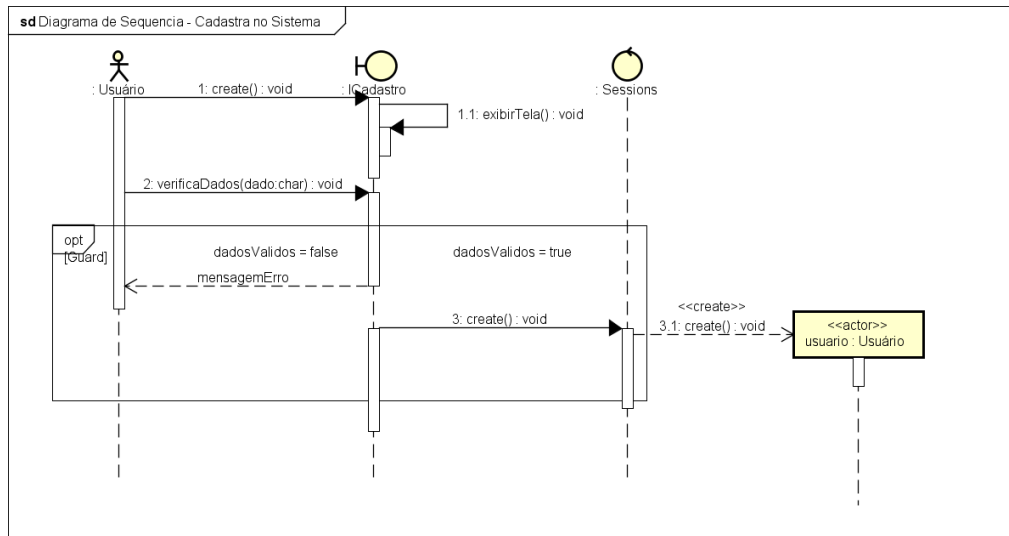 sd Diagrama de Sequencia - Cadastra no Sistema
: Usuário
: ICadastro
: Sessions
1: create() : void
1.1: exibirTela() : void
2: verificaDados(dado:char) : void
opt
[Guard]
dadosValidos = false
dadosValidos = true
mensagemErro
3: create() : void
<<create>>
3.1: create() : void
<<actor>>
usuario : Usuário